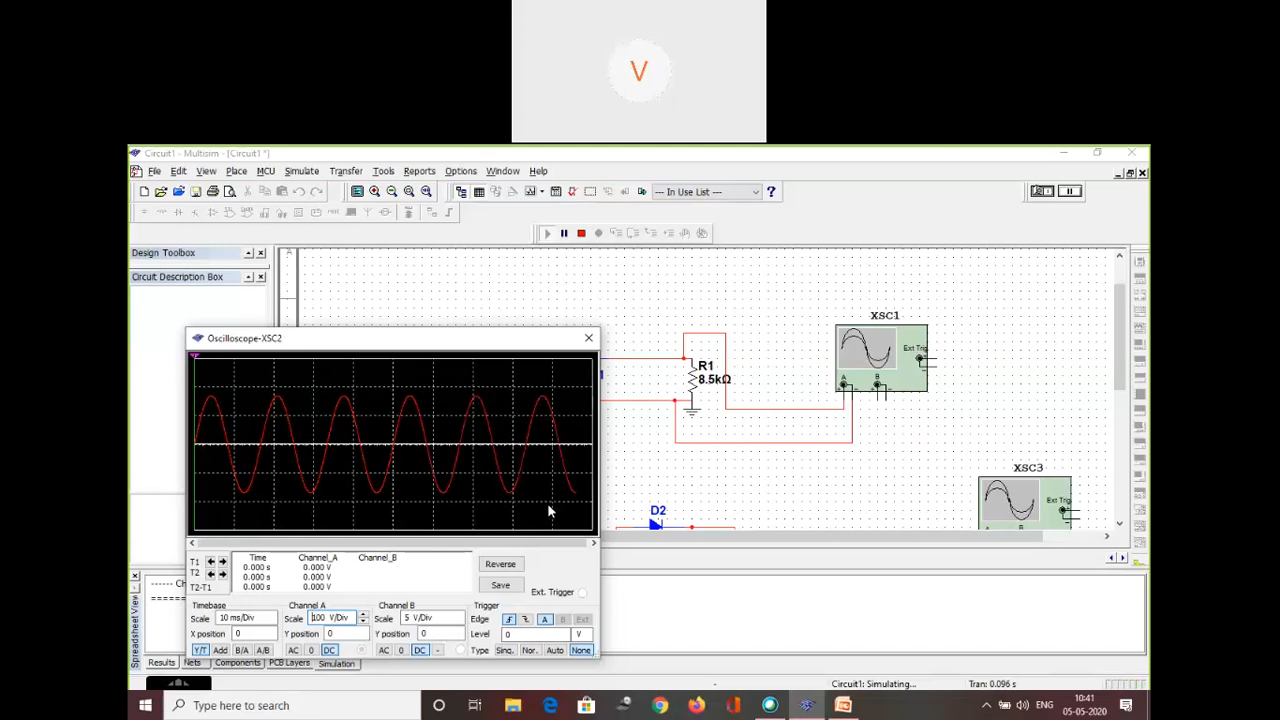 V
Circuit1 - Multisim - [Circuit1 *]
File Edit View Place MCU Simulate Transfer Tools Reports Options Window Help
--- In Use List ---
?
Design Toolbox
A
Circuit Description Box
XSC1
Ext Trig
A B
R1
8.5kΩ
Oscilloscope-XSC2
XSC3
Ext Trig
D2
Time Channel_A Channel_B
T1 0.000 s 0.000 V
T2 0.000 s 0.000 V
T2-T1 0.000 s 0.000 V
Reverse
Save
Ext. Trigger
Timebase Channel A Channel B Trigger
Scale 10 ms/Div Scale 100 V/Div Scale 5 V/Div Edge A B Ext
X position 0 Y position 0 Y position 0 Level 0 V
Y/T Add B/A A/B AC 0 DC AC 0 DC - Type Sing. Nor. Auto None
Spreadsheet View
Results Nets Components PCB Layers Simulation
Circuit1: Simulating... Tran: 0.096 s
Type here to search
ENG
10:41
05-05-2020